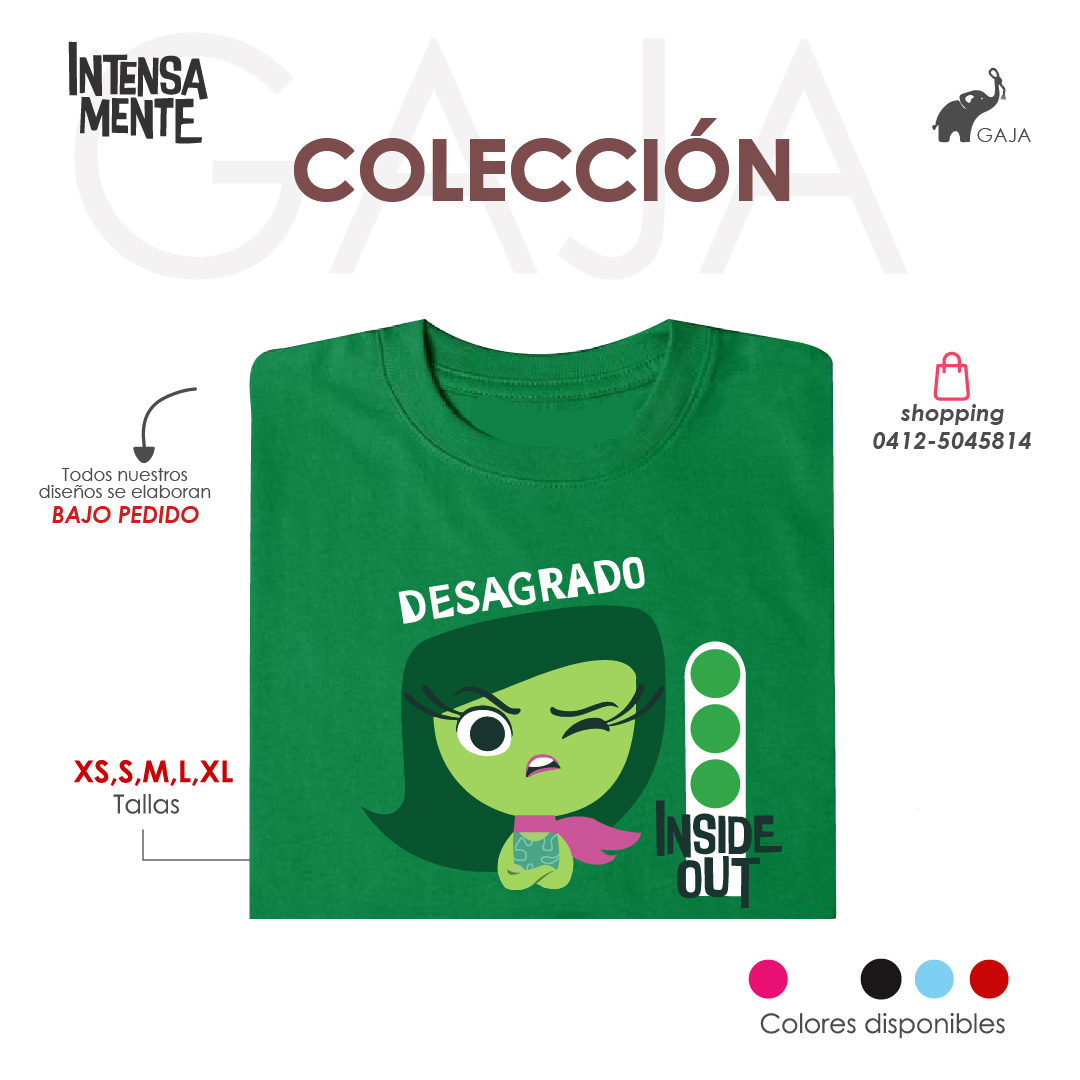 INTENSA
MENTE
GAJA
COLECCIÓN
GAJA
shopping
0412-5045814
Todos nuestros
diseños se elaboran
BAJO PEDIDO
DESAGRADO
XS,S,M,L,XL
Tallas
INSIDE
OUT
Colores disponibles